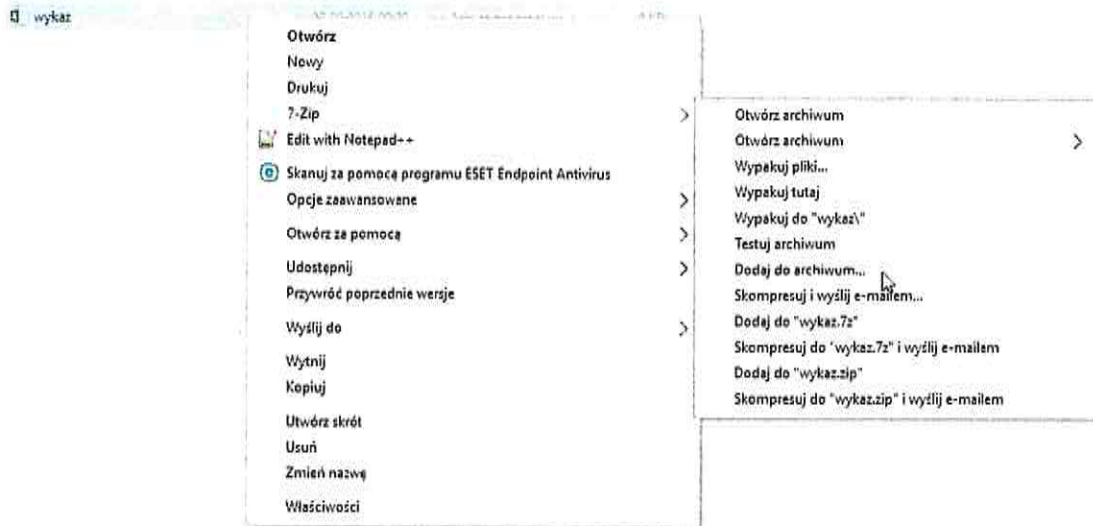 wykaz
Otwórz
Nowy
Drukuj
7-Zip
Edit with Notepad++
Skanuj za pomocą programu ESET Endpoint Antivirus
Opcje zaawansowane
Otwórz za pomocą
Udostępnij
Przywróć poprzednie wersje
Wyślij do
Wytnij
Kopiuj
Utwórz skrót
Usuń
Zmień nazwę
Właściwości
Otwórz archiwum
Otwórz archiwum
Wypakuj pliki...
Wypakuj tutaj
Wypakuj do "wykaz\"
Testuj archiwum
Dodaj do archiwum...
Skompresuj i wyślij e-mailem...
Dodaj do "wykaz.7z"
Skompresuj do "wykaz.7z" i wyślij e-mailem
Dodaj do "wykaz.zip"
Skompresuj do "wykaz.zip" i wyślij e-mailem